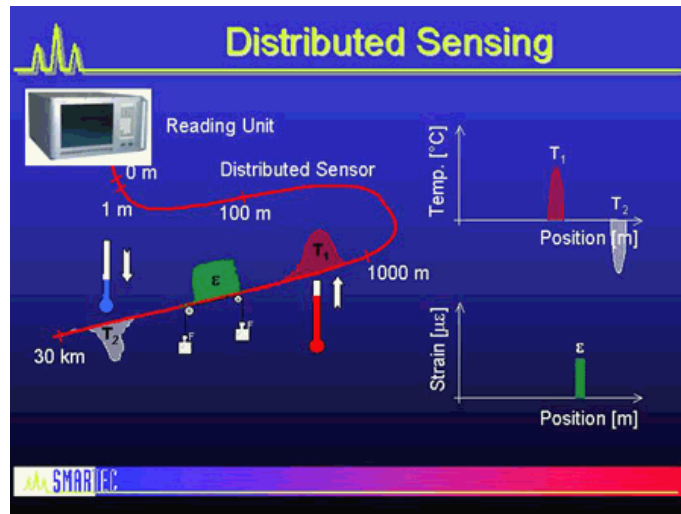 Distributed Sensing
Reading Unit
0 m
Distributed Sensor
1 m
100 m
1000 m
T1
ε
T2
F
F
30 km
Temp. [°C]
T1
T2
Position [m]
Strain [με]
ε
Position [m]
SMARTEC